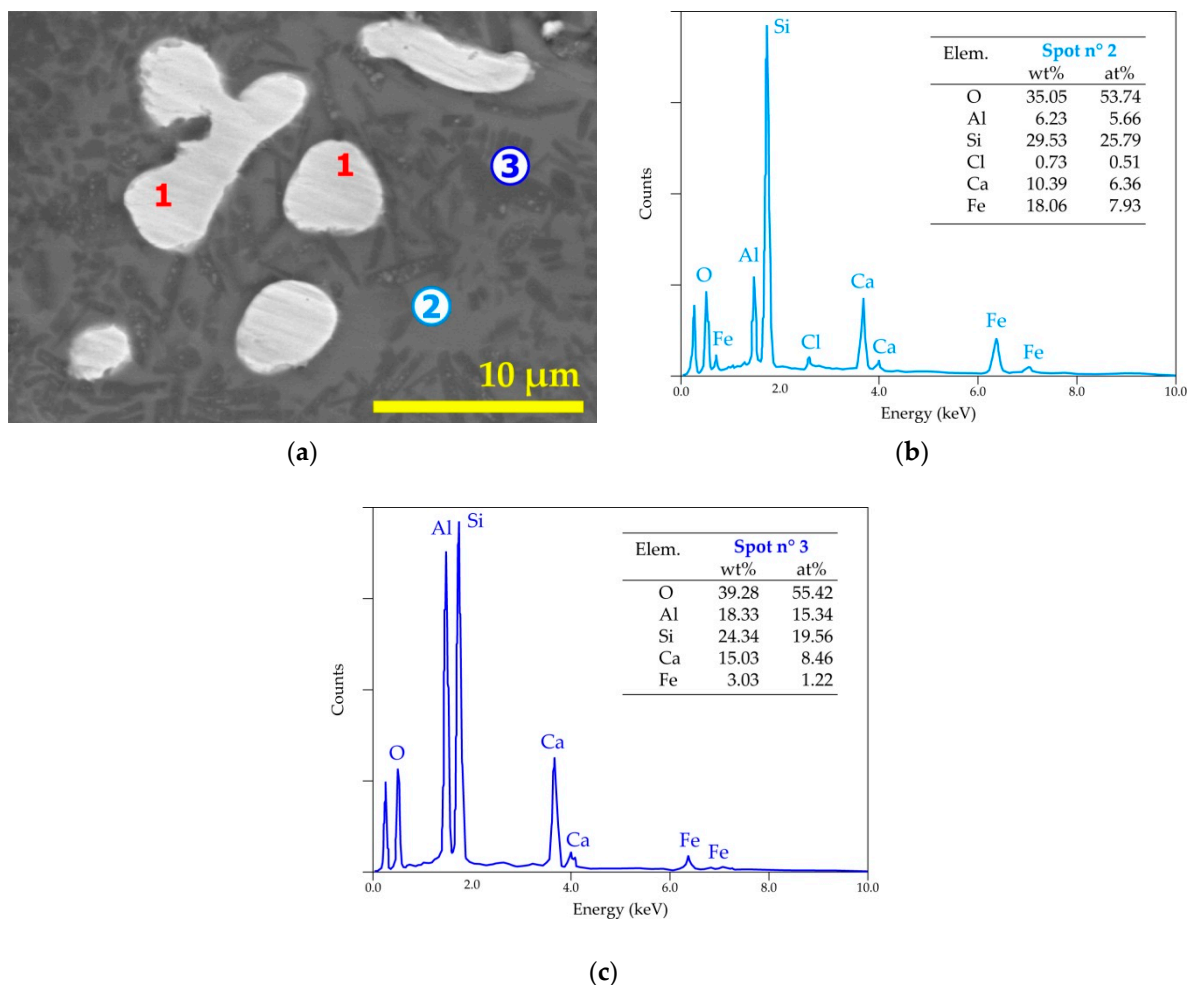 1
1
3
2
10 µm
(a)
Si
Al
O
Fe
Cl
Ca
Ca
Fe
Fe
Elem. Spot n° 2
wt% at%
O 35.05 53.74
Al 6.23 5.66
Si 29.53 25.79
Cl 0.73 0.51
Ca 10.39 6.36
Fe 18.06 7.93
Counts
0.0 2.0 4.0 6.0 8.0 10.0
Energy (keV)
(b)
Al Si
O
Ca
Ca
Fe
Fe
Elem. Spot n° 3
wt% at%
O 39.28 55.42
Al 18.33 15.34
Si 24.34 19.56
Ca 15.03 8.46
Fe 3.03 1.22
Counts
0.0 2.0 4.0 6.0 8.0 10.0
Energy (keV)
(c)